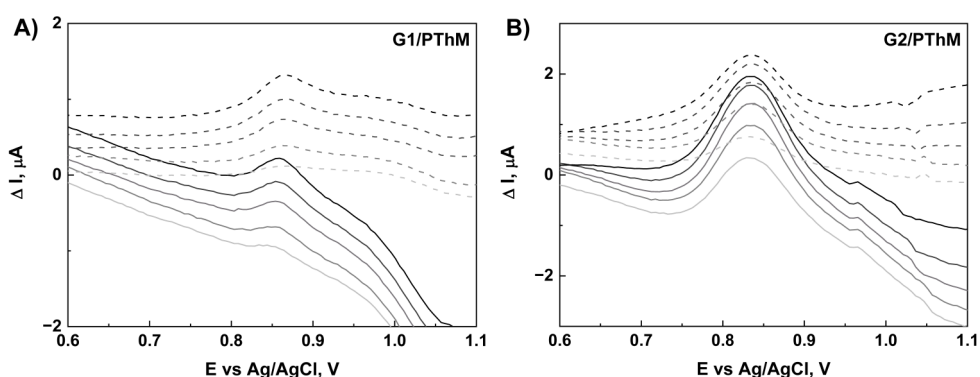 A)
G1/PThM
2
1
0
−2
Δ I, µA
0.6 0.7 0.8 0.9 1.0 1.1
E vs Ag/AgCl, V
B)
G2/PThM
2
0
−2
Δ I, µA
0.6 0.7 0.8 0.9 1.0 1.1
E vs Ag/AgCl, V